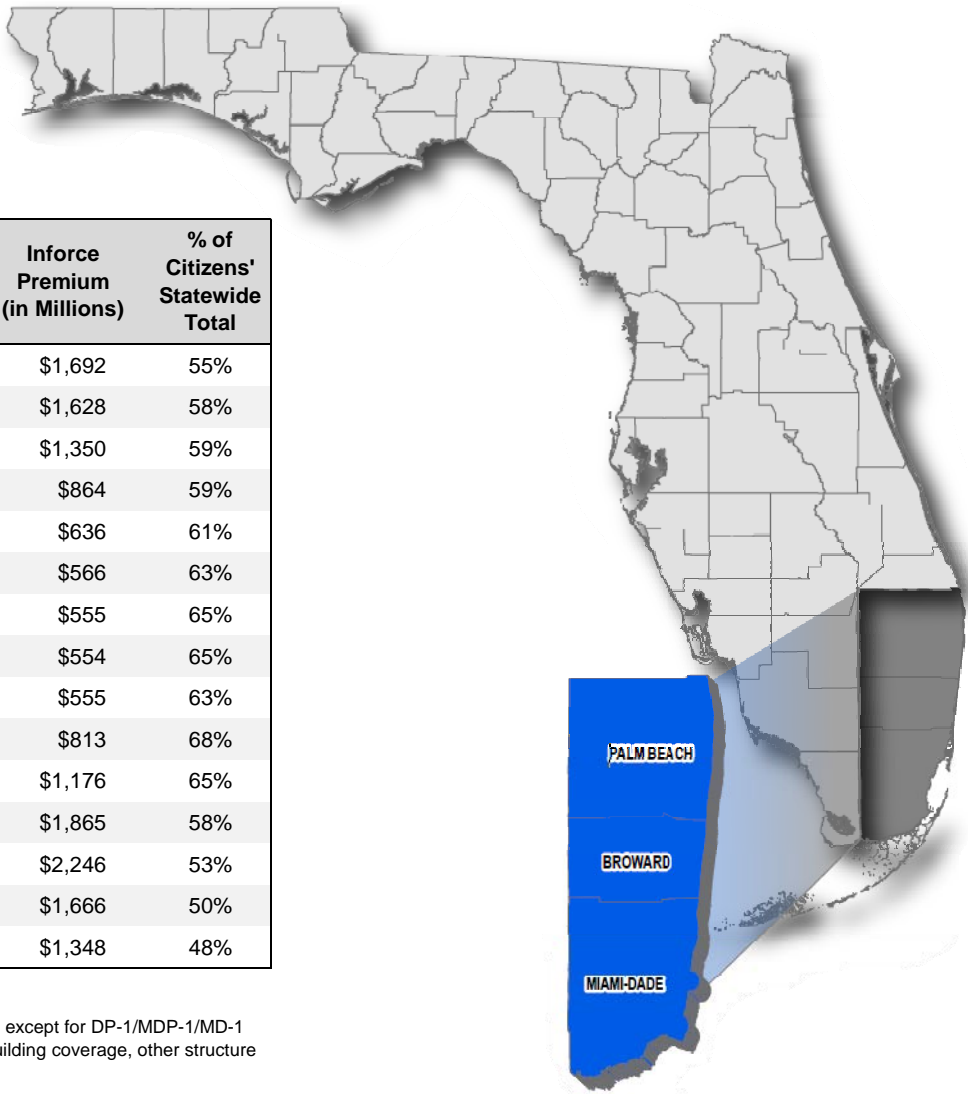 Inforce Premium (in Millions) % of Citizens' Statewide Total
$1,692 55%
$1,628 58%
$1,350 59%
$864 59%
$636 61%
$566 63%
$555 65%
$554 65%
$555 63%
$813 68%
$1,176 65%
$1,865 58%
$2,246 53%
$1,666 50%
$1,348 48%
except for DP-1/MDP-1/MD-1
uilding coverage, other structure
PALM BEACH
BROWARD
MIAMI-DADE